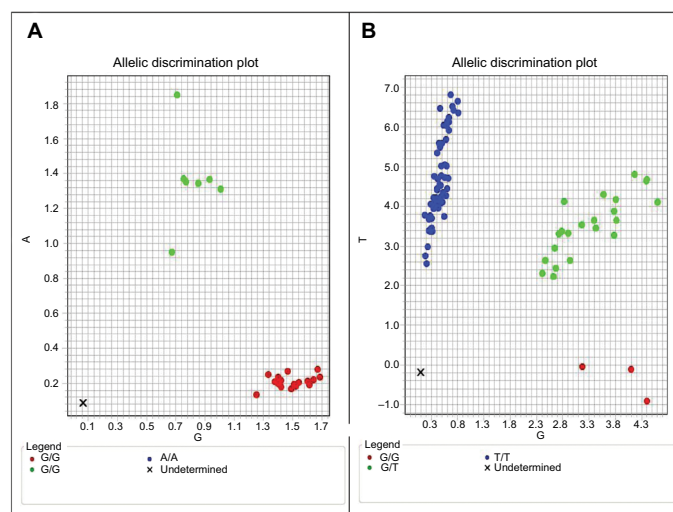 A
Allelic discrimination plot
1.8
1.6
1.4
1.2
A
1.0
0.8
0.6
0.4
0.2
0.1 0.3 0.5 0.7 0.9 1.1 1.3 1.5 1.7
G
Legend
G/G A/A
G/G × Undetermined
B
Allelic discrimination plot
7.0
6.0
5.0
4.0
T
3.0
2.0
1.0
0.0
−1.0
0.3 0.8 1.3 1.8 2.3 2.8 3.3 3.8 4.3
G
Legend
G/G T/T
G/T × Undetermined